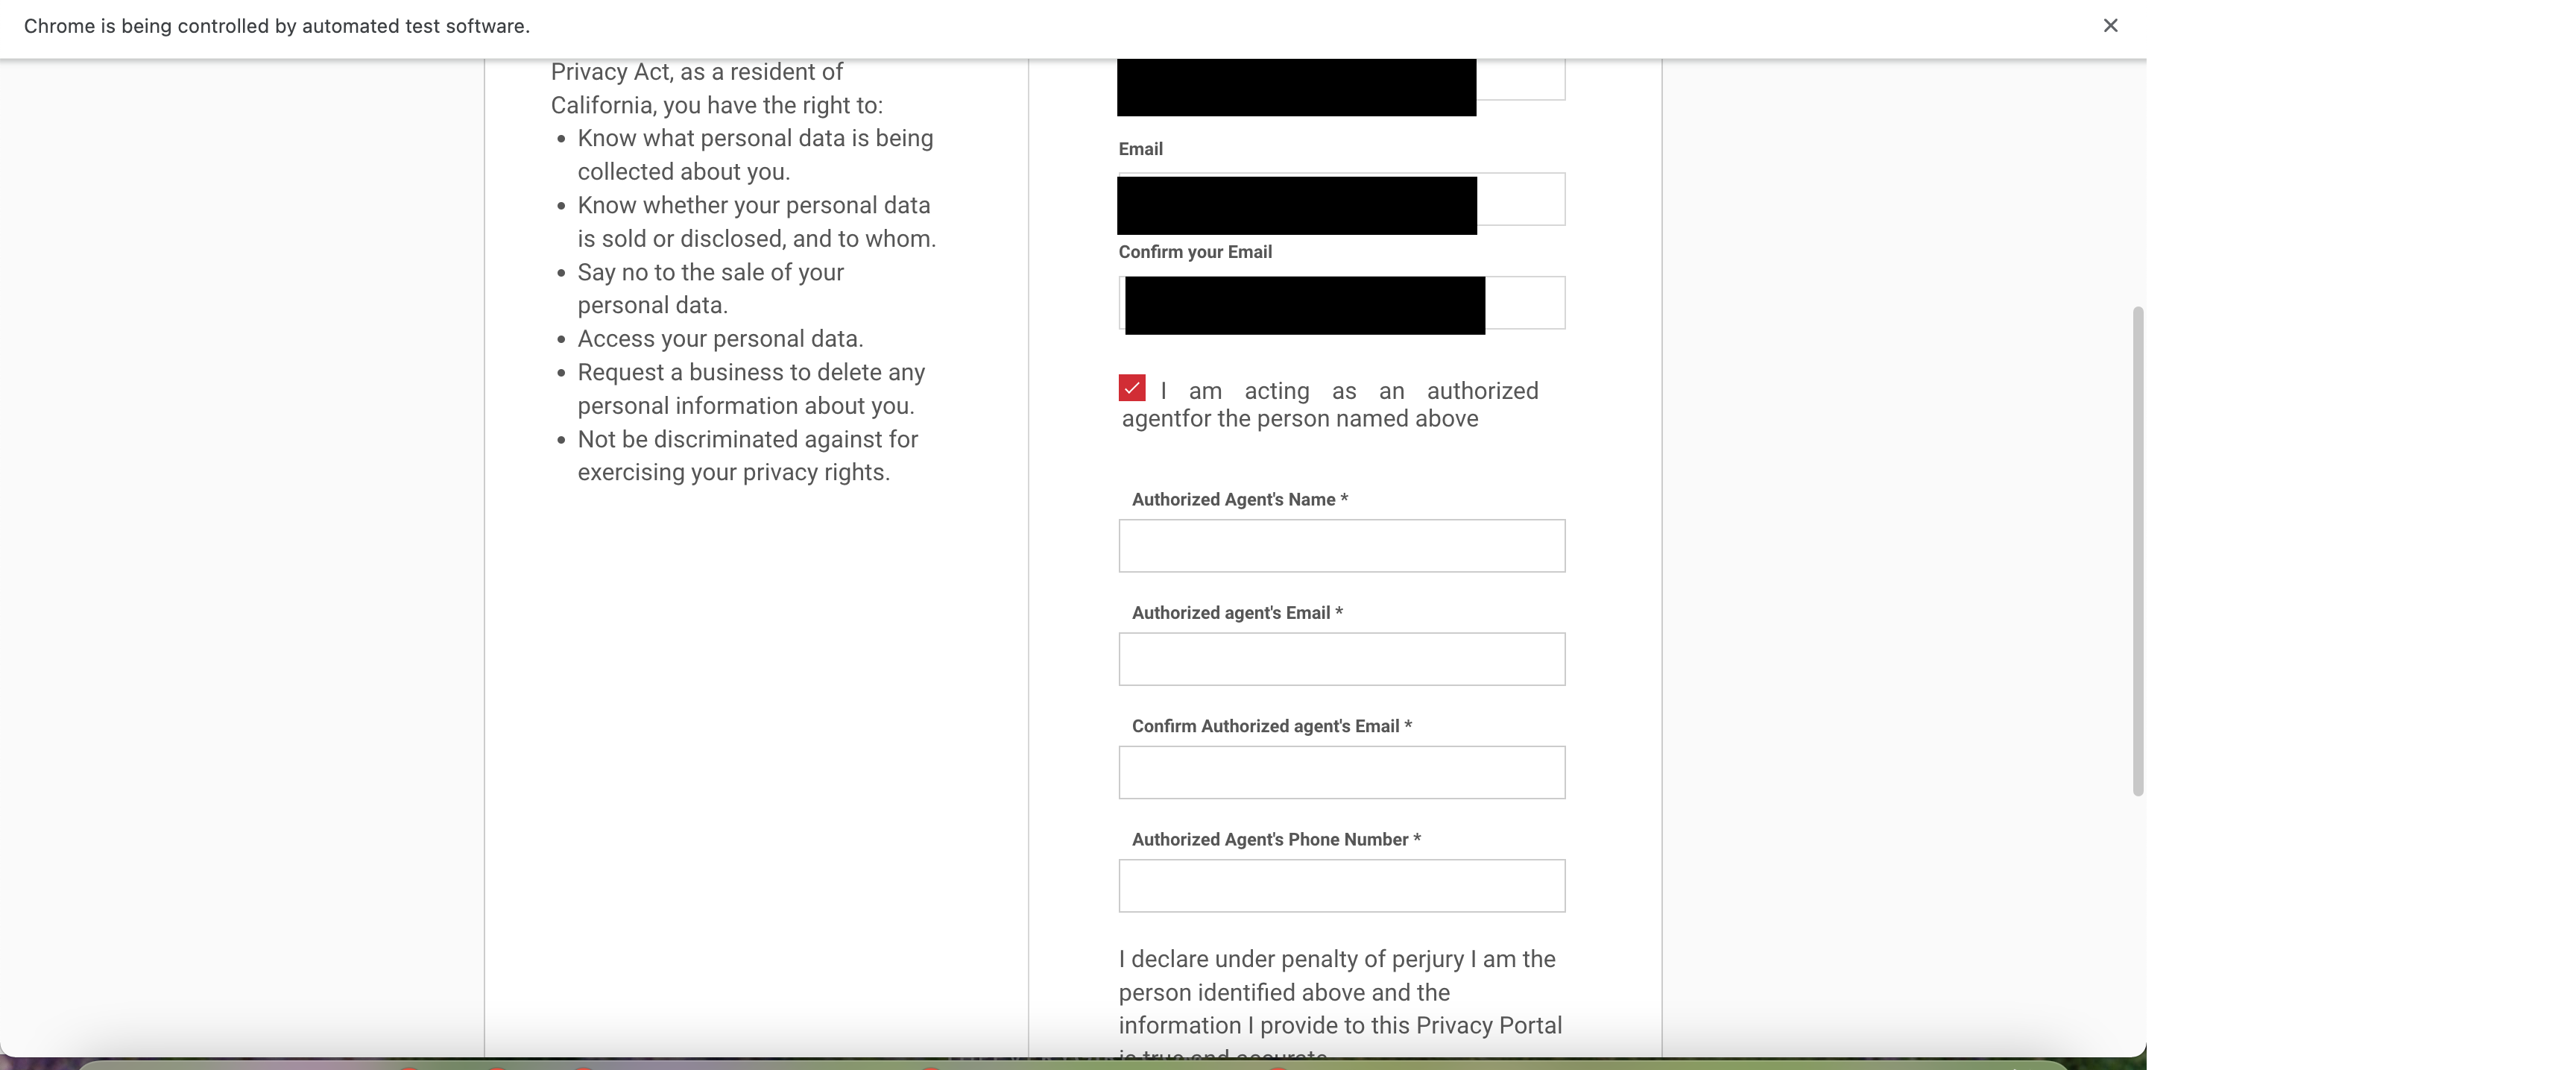 Chrome is being controlled by automated test software.
Privacy Act, as a resident of
California, you have the right to:
• Know what personal data is being
collected about you.
• Know whether your personal data
is sold or disclosed, and to whom.
• Say no to the sale of your
personal data.
• Access your personal data.
• Request a business to delete any
personal information about you.
• Not be discriminated against for
exercising your privacy rights.
Email
Confirm your Email
I am acting as an authorized
agentfor the person named above
Authorized Agent's Name *
Authorized agent's Email *
Confirm Authorized agent's Email *
Authorized Agent's Phone Number *
I declare under penalty of perjury I am the
person identified above and the
information I provide to this Privacy Portal
is true and accurate